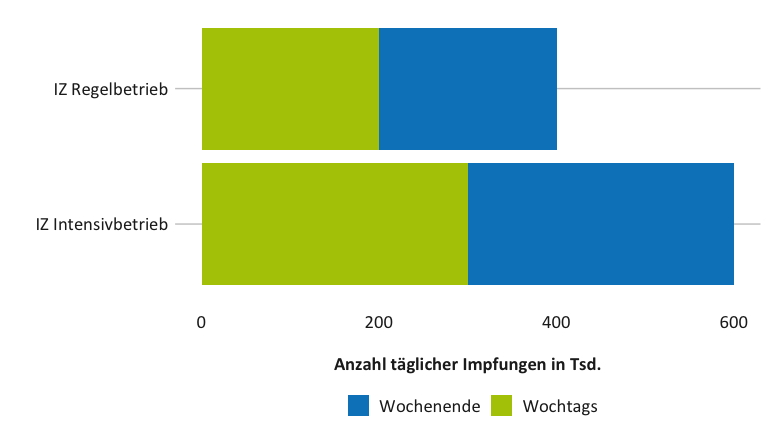 IZ Regelbetrieb
IZ Intensivbetrieb
0 200 400 600
Anzahl täglicher Impfungen in Tsd.
Wochenende Wochtags